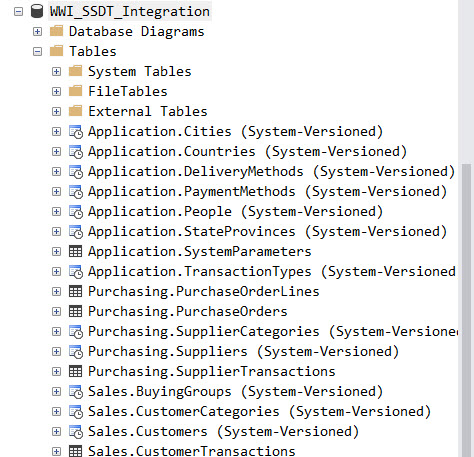 WWI_SSDT_Integration
Database Diagrams
Tables
System Tables
FileTables
External Tables
Application.Cities (System-Versioned)
Application.Countries (System-Versioned)
Application.DeliveryMethods (System-Versioned)
Application.PaymentMethods (System-Versioned)
Application.People (System-Versioned)
Application.StateProvinces (System-Versioned)
Application.SystemParameters
Application.TransactionTypes (System-Versioned
Purchasing.PurchaseOrderLines
Purchasing.PurchaseOrders
Purchasing.SupplierCategories (System-Versione
Purchasing.Suppliers (System-Versioned)
Purchasing.SupplierTransactions
Sales.BuyingGroups (System-Versioned)
Sales.CustomerCategories (System-Versioned)
Sales.Customers (System-Versioned)
Sales.CustomerTransactions